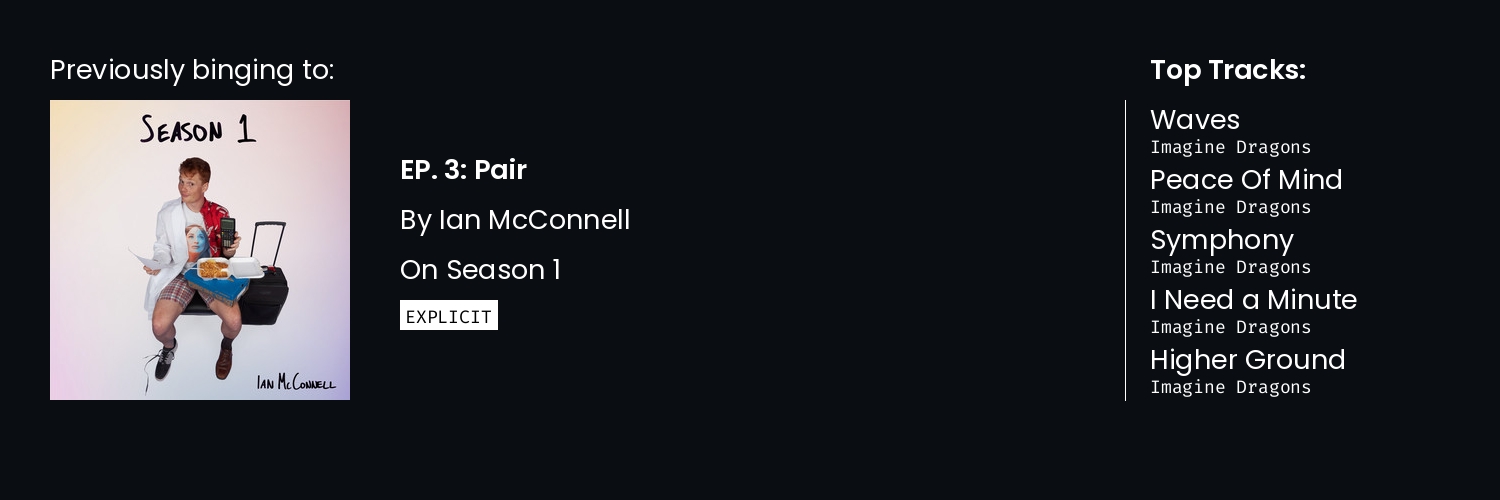 Previously binging to:
SEASON 1
IAN MCCONNELL
EP. 3: Pair
By Ian McConnell
On Season 1
EXPLICIT
Top Tracks:
Waves
Imagine Dragons
Peace Of Mind
Imagine Dragons
Symphony
Imagine Dragons
I Need a Minute
Imagine Dragons
Higher Ground
Imagine Dragons